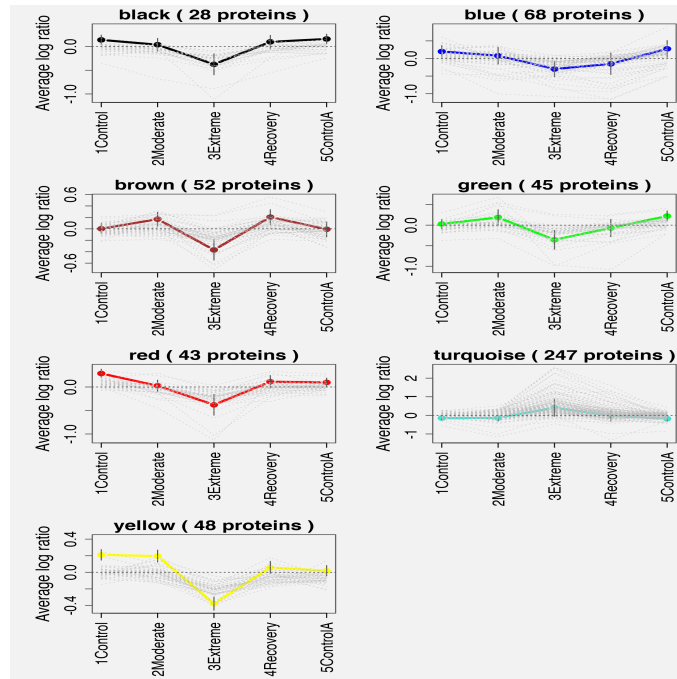 black ( 28 proteins )
Average log ratio
0.0
-1.0
1Control
2Moderate
3Extreme
4Recovery
5ControlA
blue ( 68 proteins )
Average log ratio
0.0
-1.0
1Control
2Moderate
3Extreme
4Recovery
5ControlA
brown ( 52 proteins )
Average log ratio
0.6
0.0
-0.6
1Control
2Moderate
3Extreme
4Recovery
5ControlA
green ( 45 proteins )
Average log ratio
0.0
-1.0
1Control
2Moderate
3Extreme
4Recovery
5ControlA
red ( 43 proteins )
Average log ratio
0.0
-1.0
1Control
2Moderate
3Extreme
4Recovery
5ControlA
turquoise ( 247 proteins )
Average log ratio
2
1
0
-1
1Control
2Moderate
3Extreme
4Recovery
5ControlA
yellow ( 48 proteins )
Average log ratio
0.4
0.0
-0.4
1Control
2Moderate
3Extreme
4Recovery
5ControlA